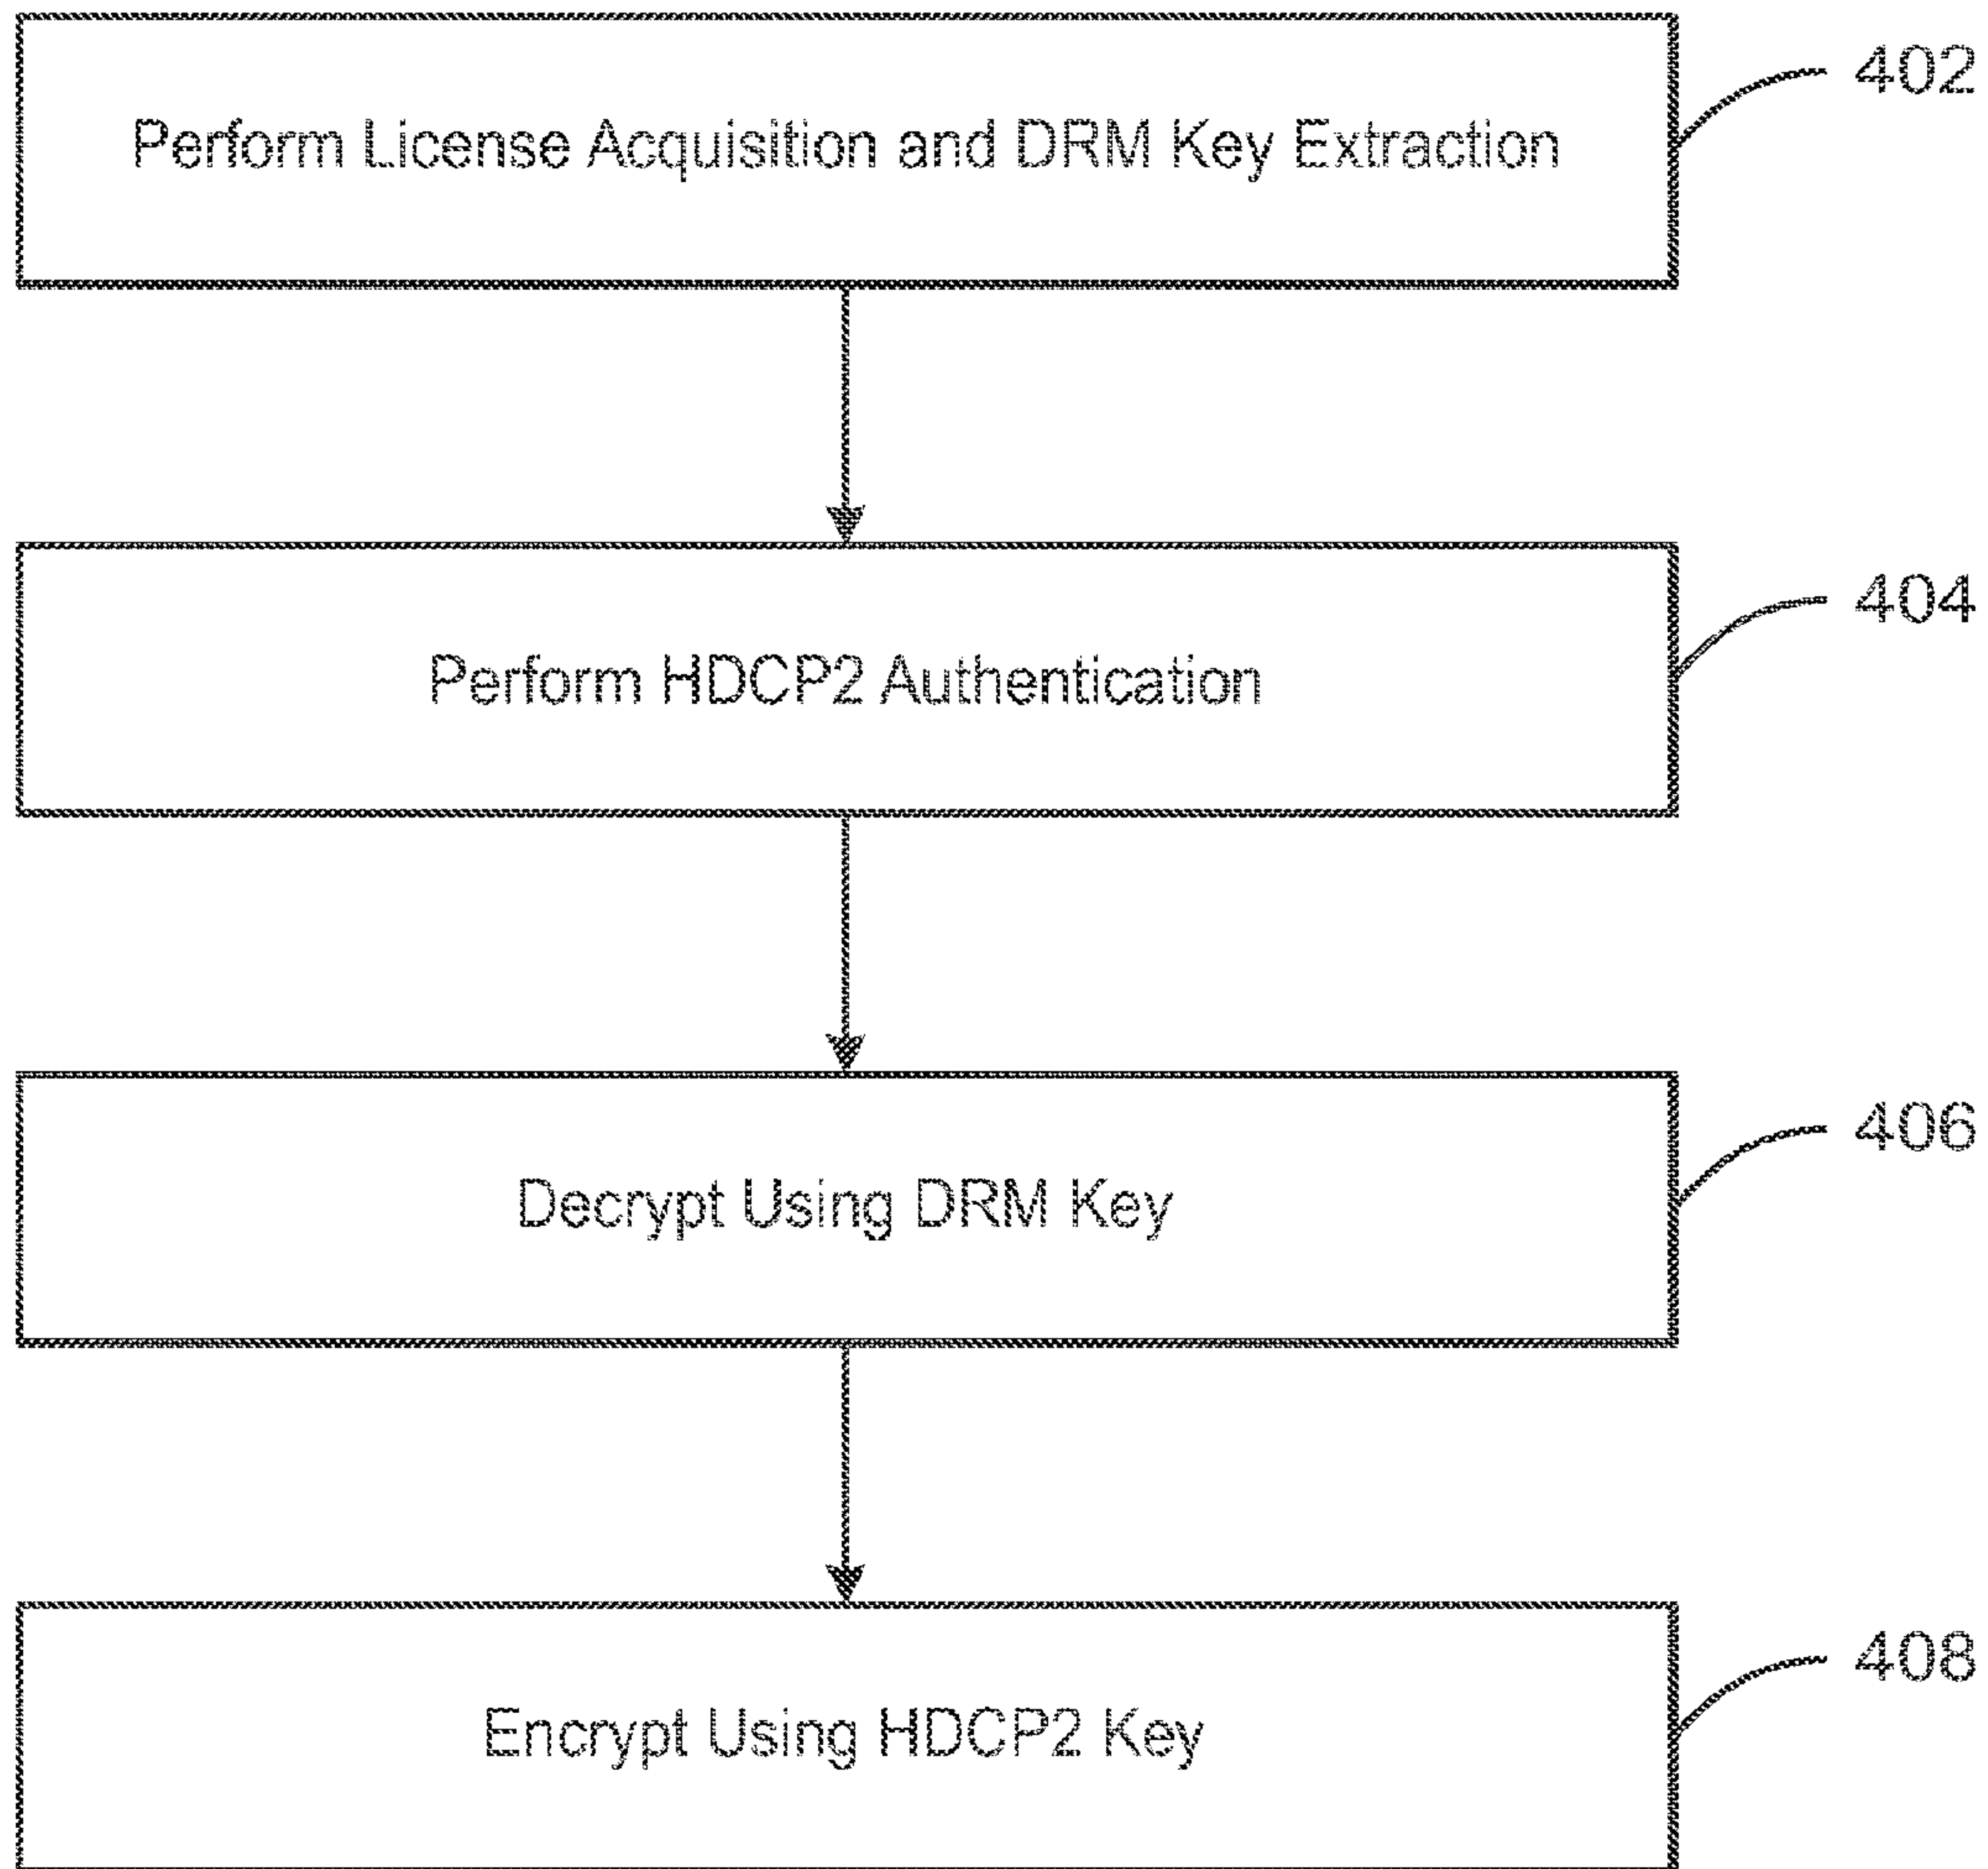 Perform License Acquisition and DRM Key Extraction
402
Perform HDCP2 Authentication
404
Decrypt Using DRM Key
406
Encrypt Using HDCP2 Key
408